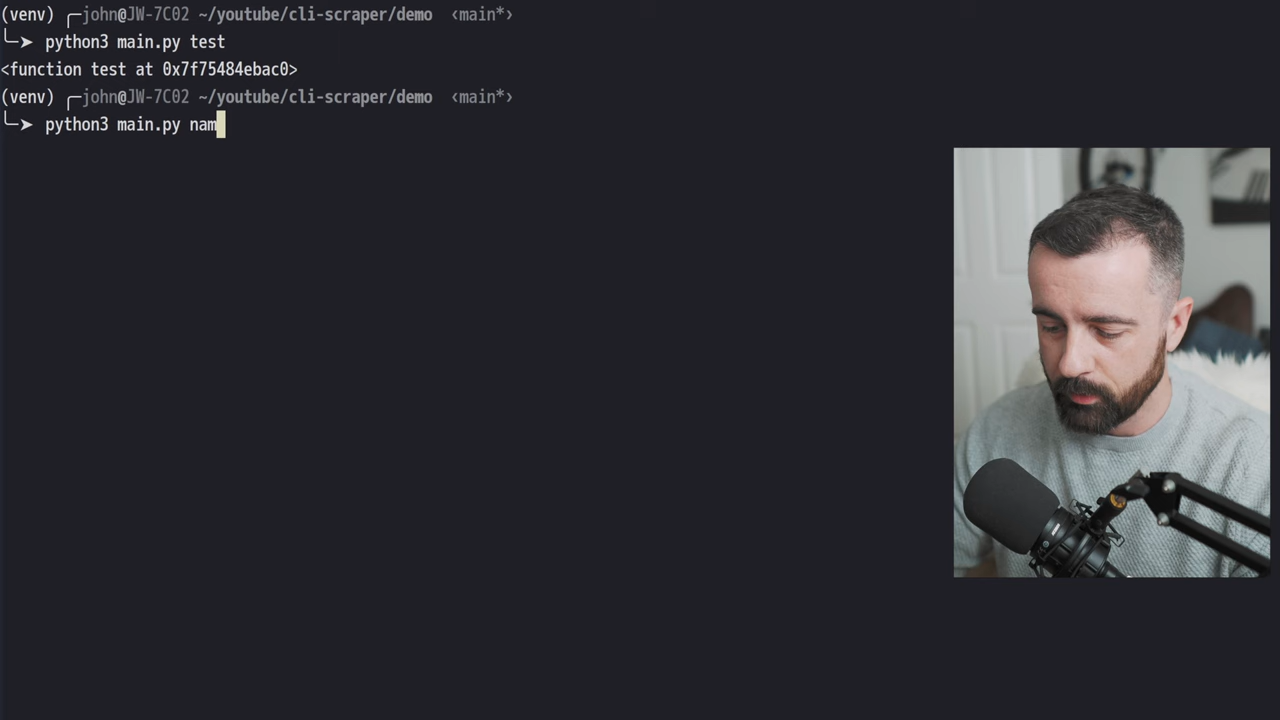 (venv) ╭─john@JW-7C02 ~/youtube/cli-scraper/demo ‹main*›
╰─➤ python3 main.py test
<function test at 0x7f75484ebac0>
(venv) ╭─john@JW-7C02 ~/youtube/cli-scraper/demo ‹main*›
╰─➤ python3 main.py nam